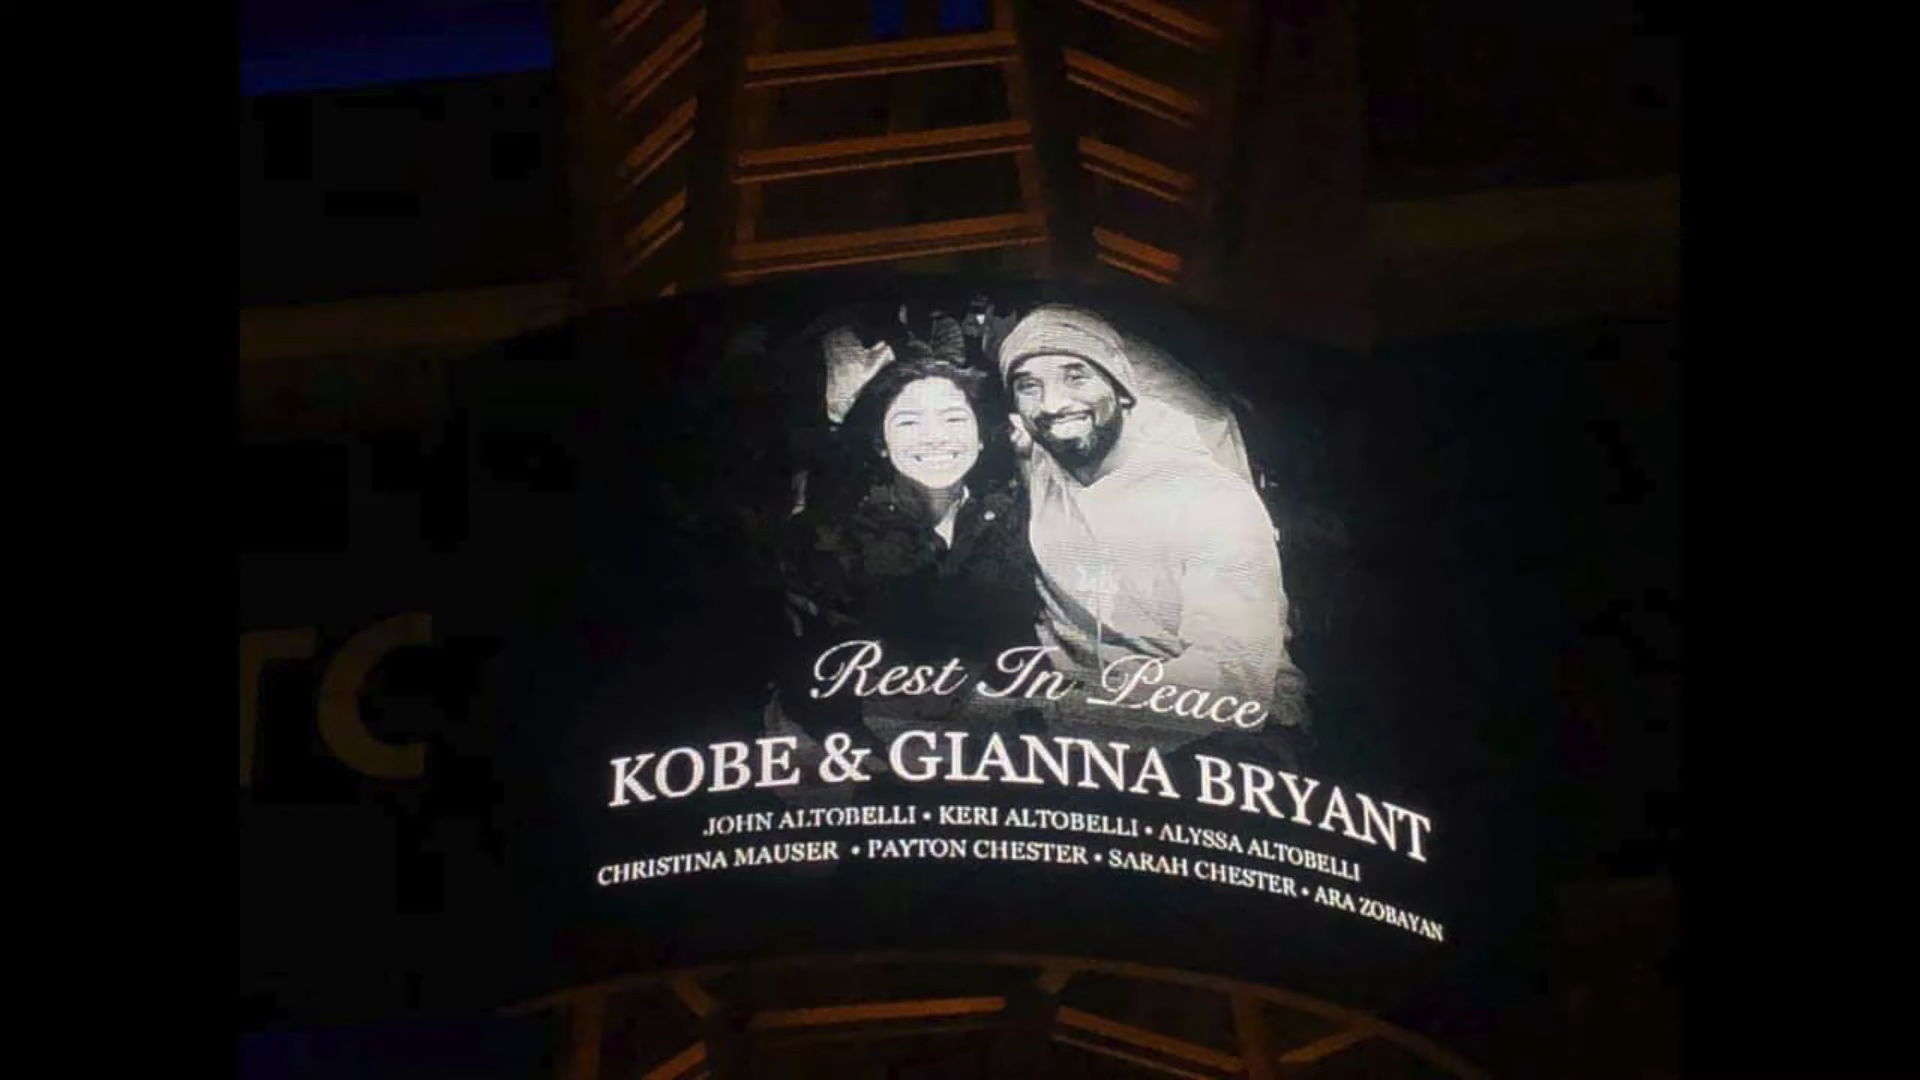 TC
Rest In Peace
KOBE & GIANNA BRYANT
JOHN ALTOBELLI • KERI ALTOBELLI • ALYSSA ALTOBELLI
CHRISTINA MAUSER • PAYTON CHESTER • SARAH CHESTER • ARA ZOBAYAN